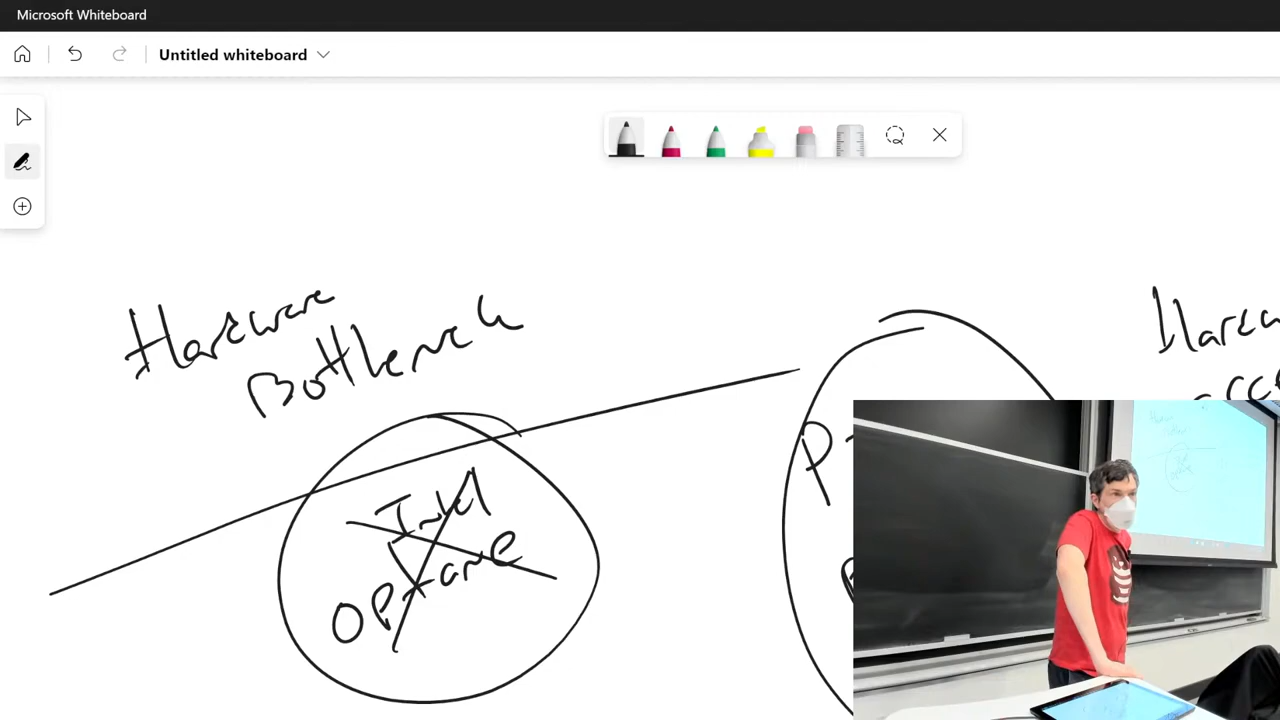 Microsoft Whiteboard
Untitled whiteboard
Hardware
Bottleneck
Intel
Optane